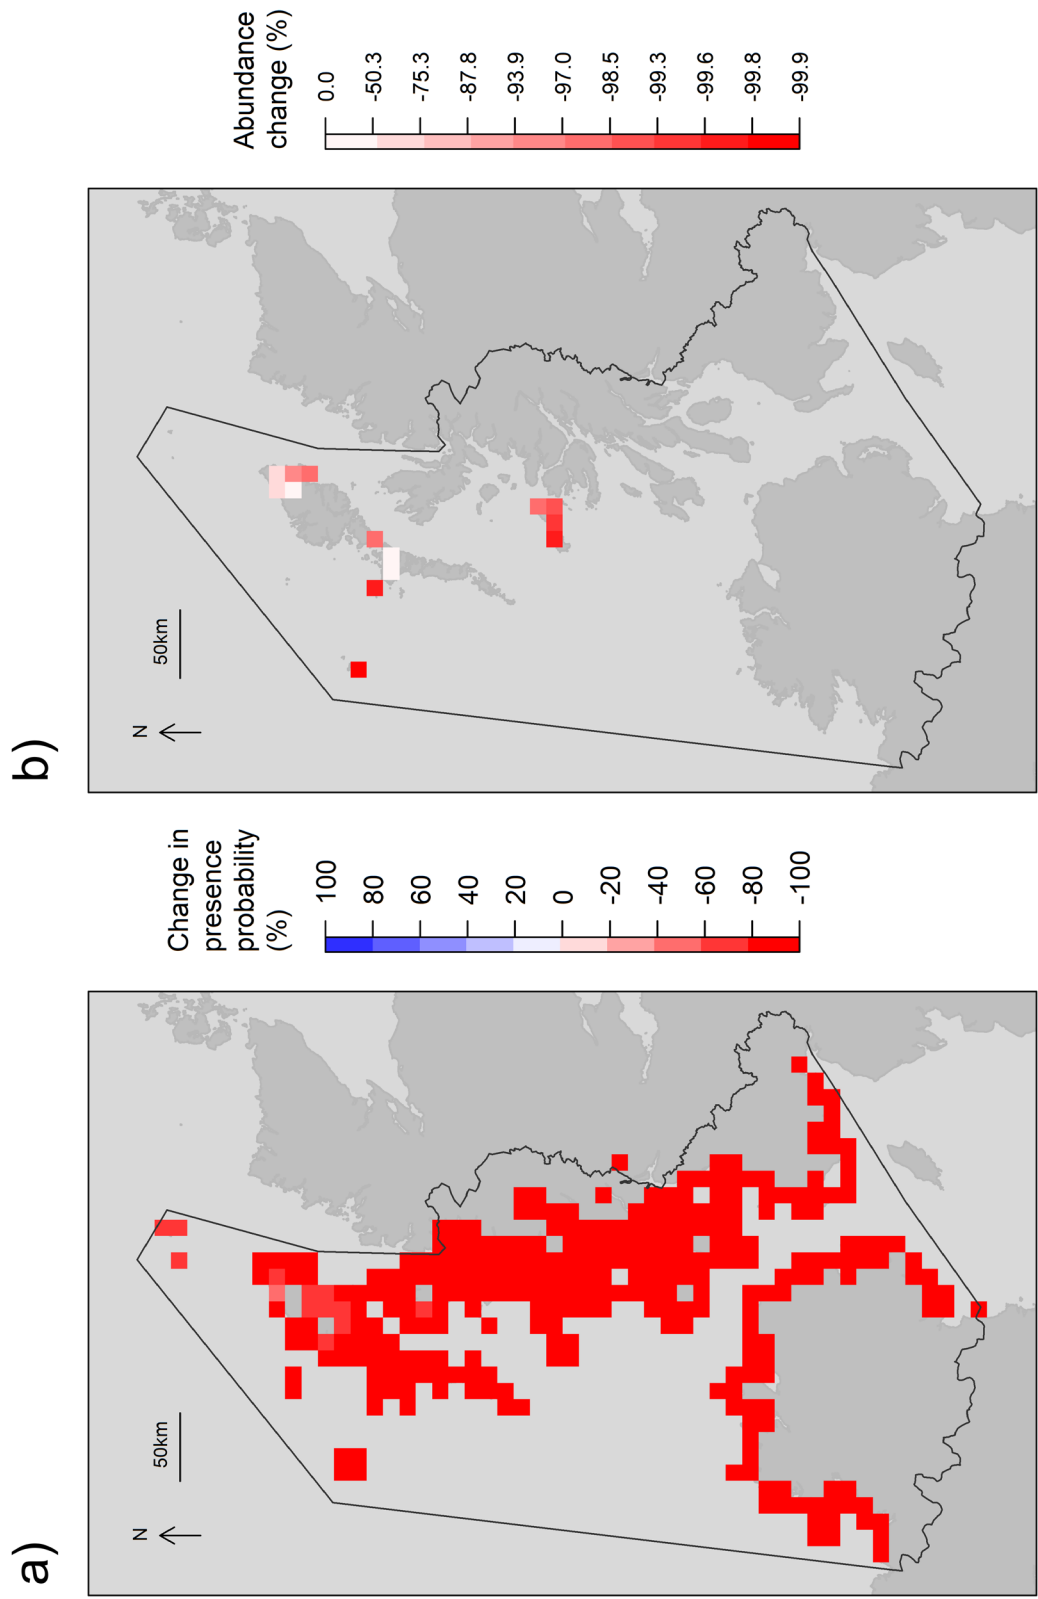 a)
N
50km
Change in
presence
probability
(%)
100
80
60
40
20
0
-20
-40
-60
-80
-100
b)
N
50km
Abundance
change (%)
0.0
-50.3
-75.3
-87.8
-93.9
-97.0
-98.5
-99.3
-99.6
-99.8
-99.9